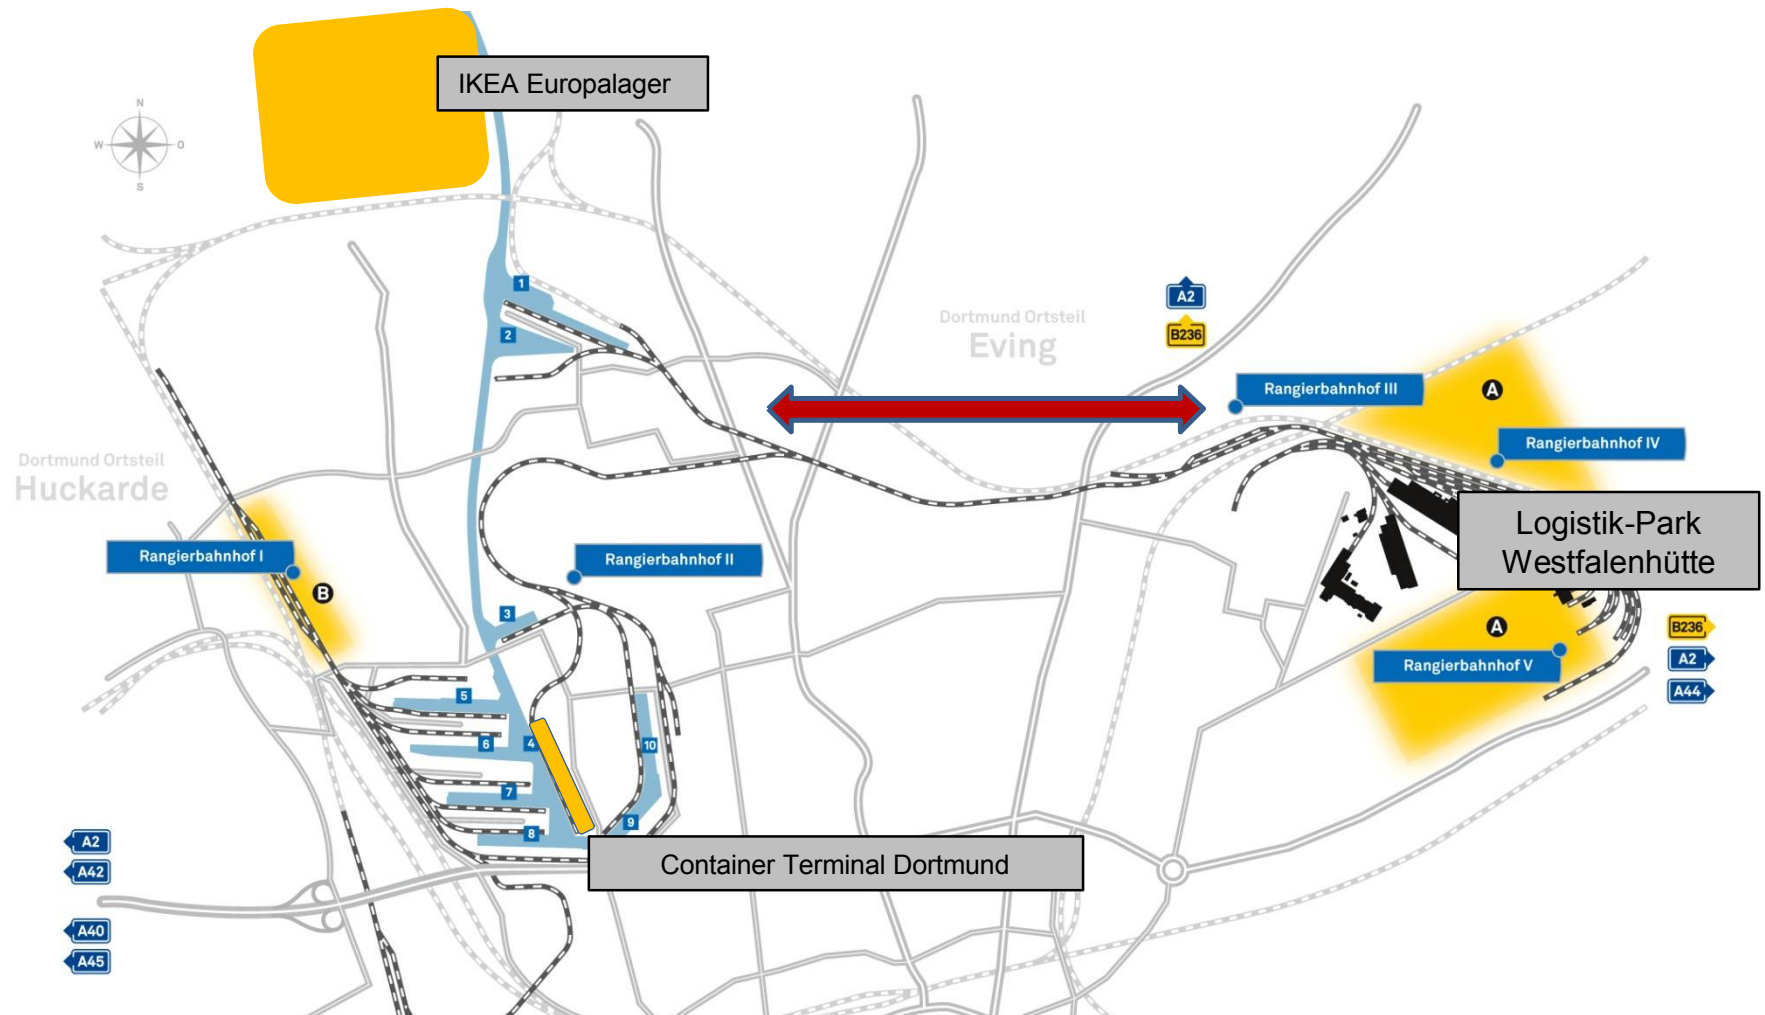 IKEA Europalager
N
W
O
S
1
2
A2
B236
Dortmund Ortsteil
Eving
Rangierbahnhof III
A
Rangierbahnhof IV
Dortmund Ortsteil
Huckarde
Logistik-Park
Westfalenhütte
Rangierbahnhof I
B
Rangierbahnhof II
3
A
Rangierbahnhof V
B236
A2
A44
5
4
6
10
7
8
9
Container Terminal Dortmund
A2
A42
A40
A45